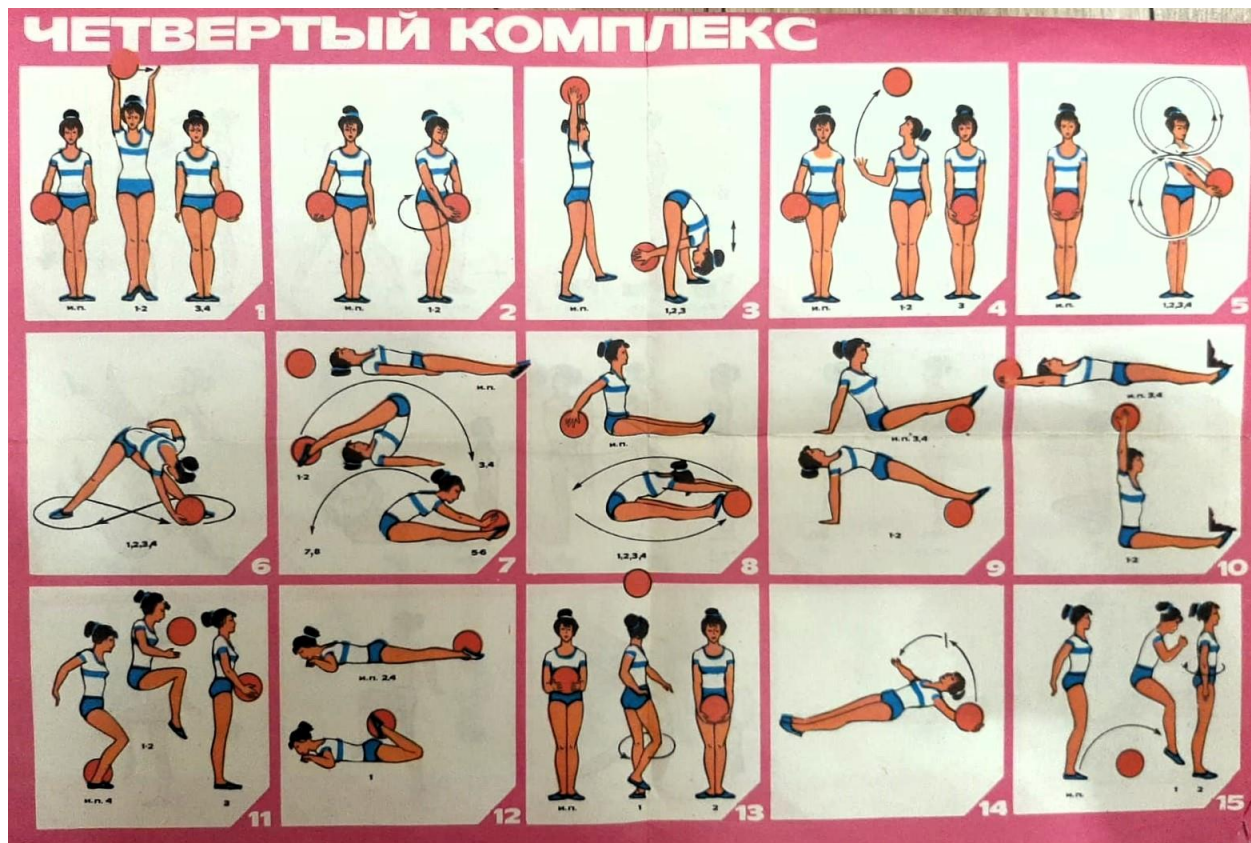 ЧЕТВЕРТЫЙ КОМПЛЕКС
и.п. 1-2 3,4 1
и.п. 1-2 2
и.п. 1,2,3 3
и.п. 1-2 3 4
и.п. 1,2,3,4 5
1,2,3,4 6
и.п.
1-2 3,4
7,8 5-6 7
и.п.
1,2,3,4 8
и.п. 3,4
1-2 9
и.п. 3,4
1-2 10
1-2
и.п. 4 3 11
и.п. 2,4
1 12
и.п. 1 2 13
14
и.п. 1 2 15